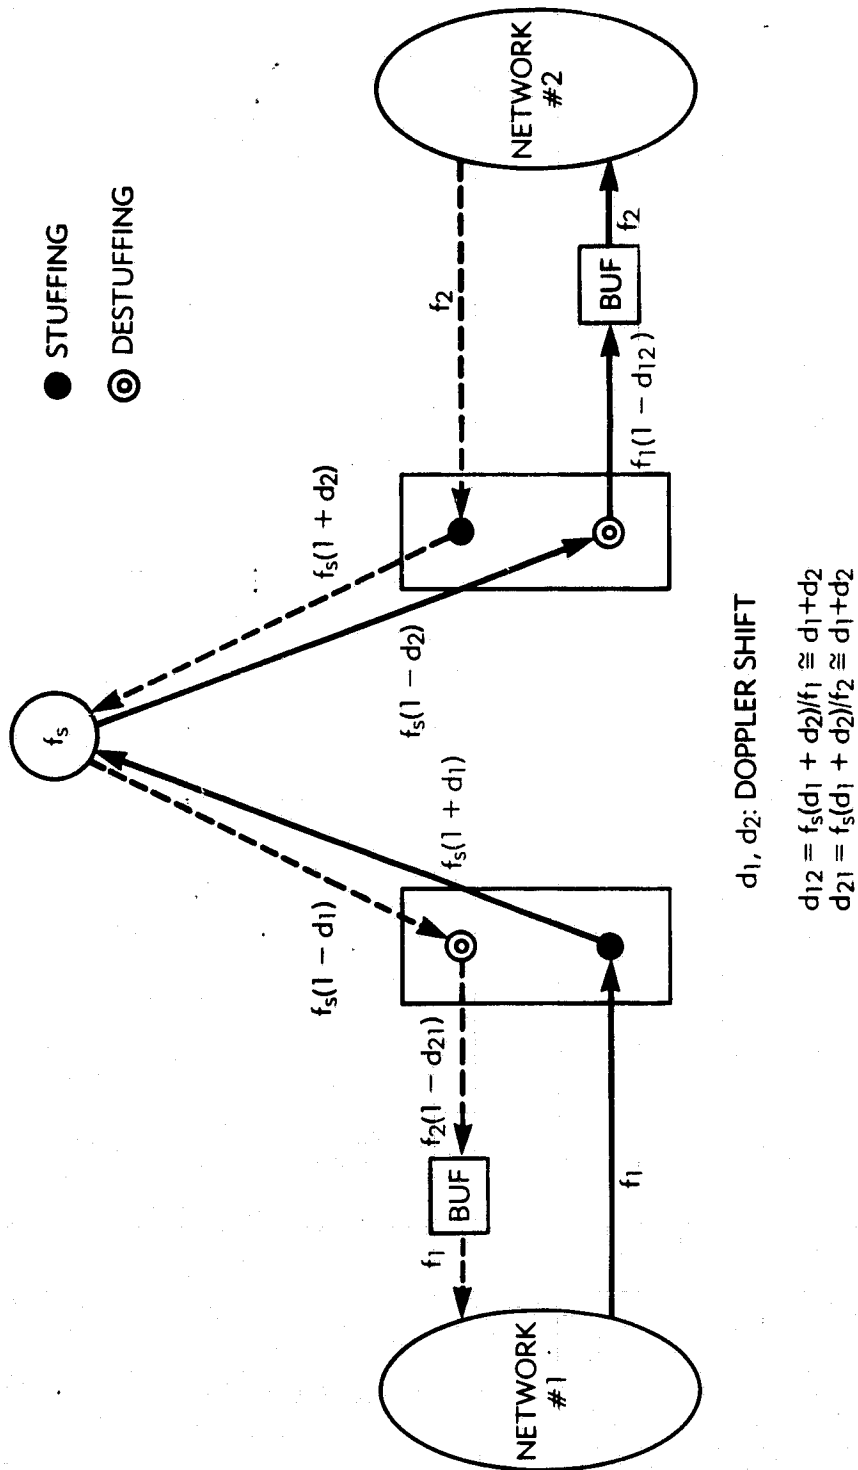 ● STUFFING
◎ DESTUFFING
fs
fs(1 − d1)
fs(1 + d1)
fs(1 − d2)
fs(1 + d2)
NETWORK
#1
f1
BUF
f2(1 − d21)
f1
f2
f1(1 − d12)
BUF
f2
NETWORK
#2
d1, d2: DOPPLER SHIFT
d12 = fs(d1 + d2)/f1 ≅ d1+d2
d21 = fs(d1 + d2)/f2 ≅ d1+d2